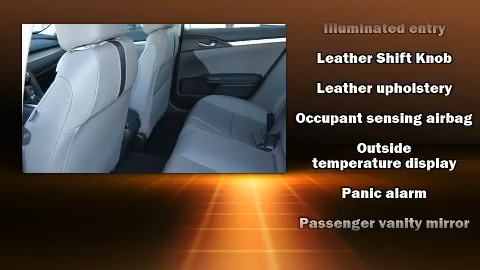 Illuminated entry
Leather Shift Knob
Leather upholstery
Occupant sensing airbag
Outside
temperature display
Panic alarm
Passenger vanity mirror